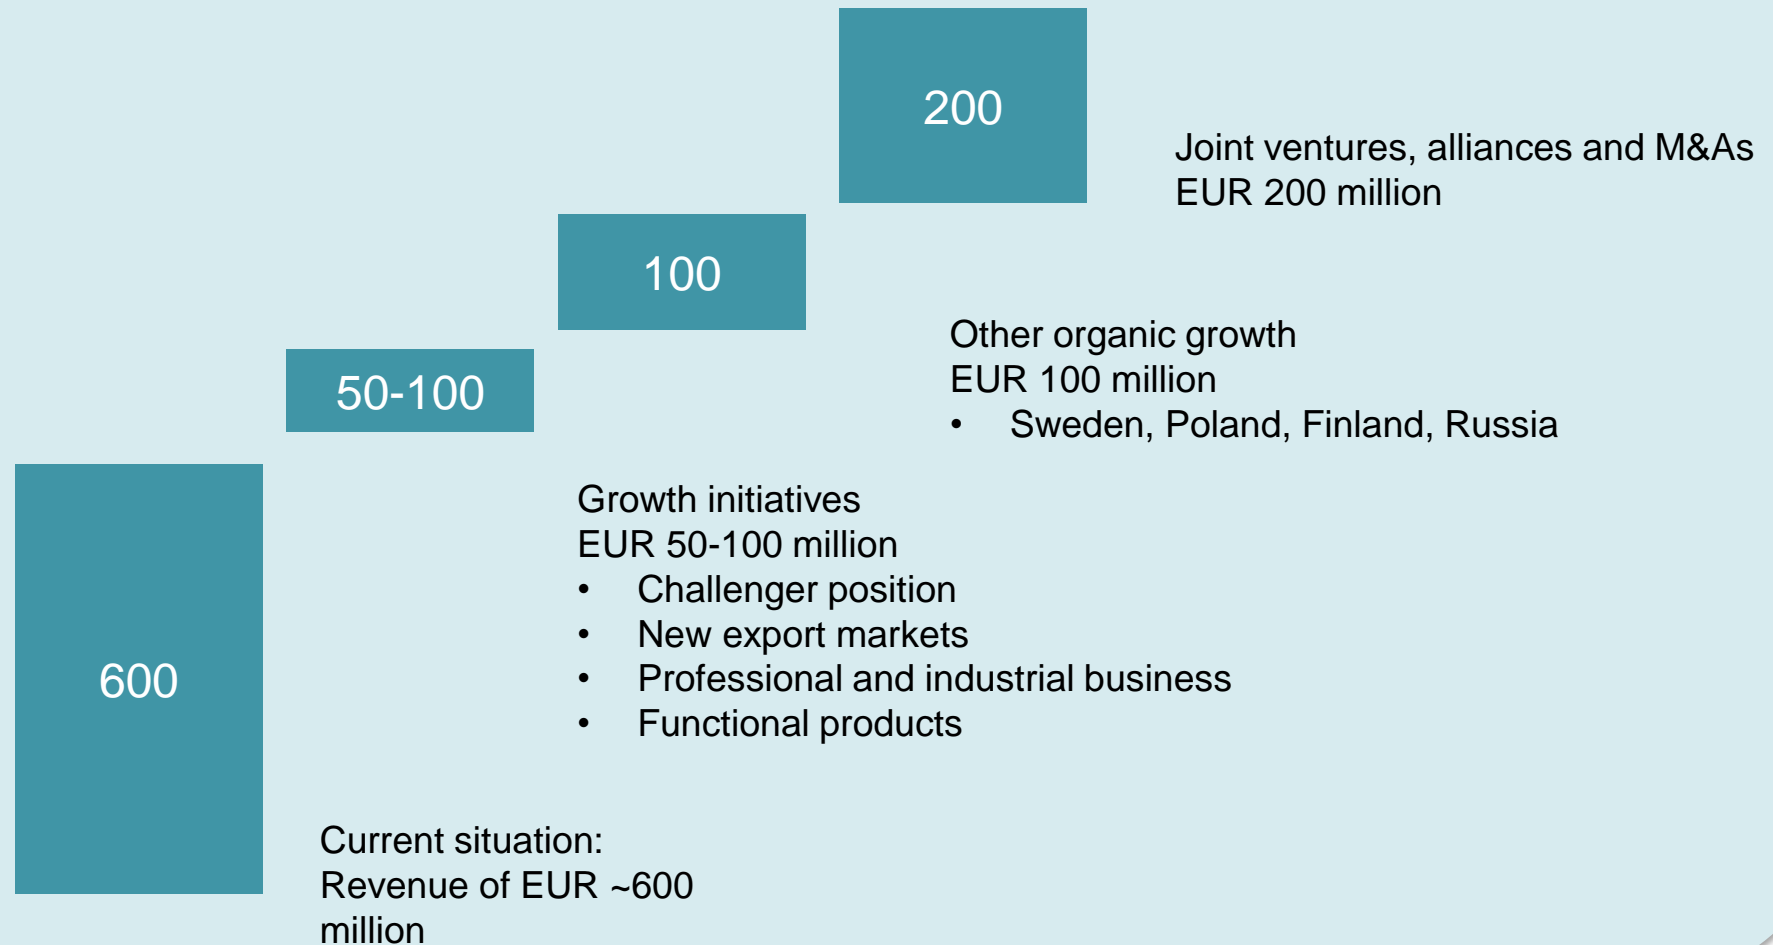 200
Joint ventures, alliances and M&As
EUR 200 million
100
Other organic growth
EUR 100 million
• Sweden, Poland, Finland, Russia
50-100
Growth initiatives
EUR 50-100 million
• Challenger position
• New export markets
• Professional and industrial business
• Functional products
600
Current situation:
Revenue of EUR ~600
million